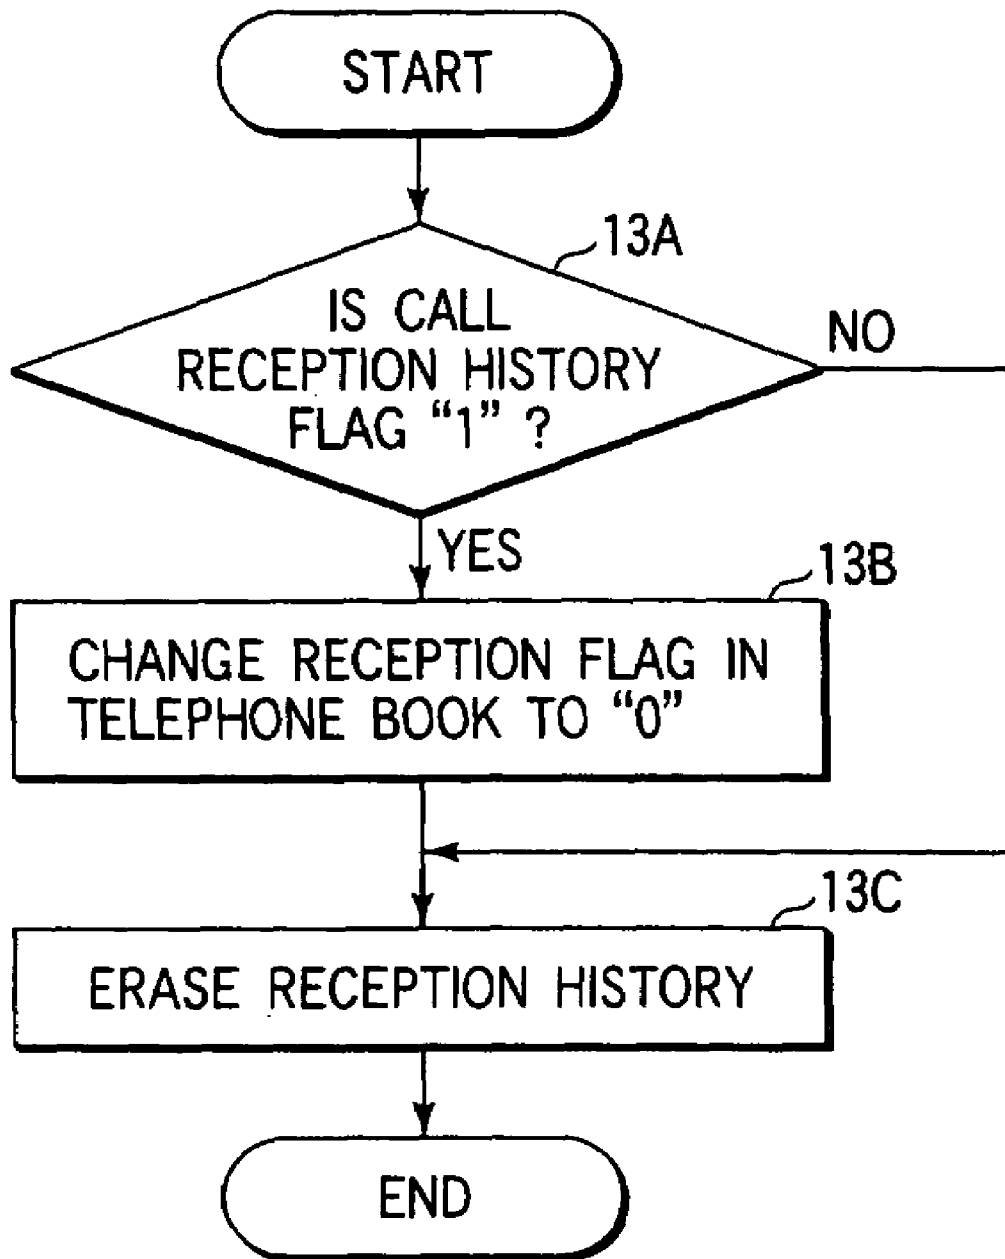 START
13A
IS CALL
RECEPTION HISTORY
FLAG “1” ?
NO
YES
13B
CHANGE RECEPTION FLAG IN
TELEPHONE BOOK TO “0”
13C
ERASE RECEPTION HISTORY
END